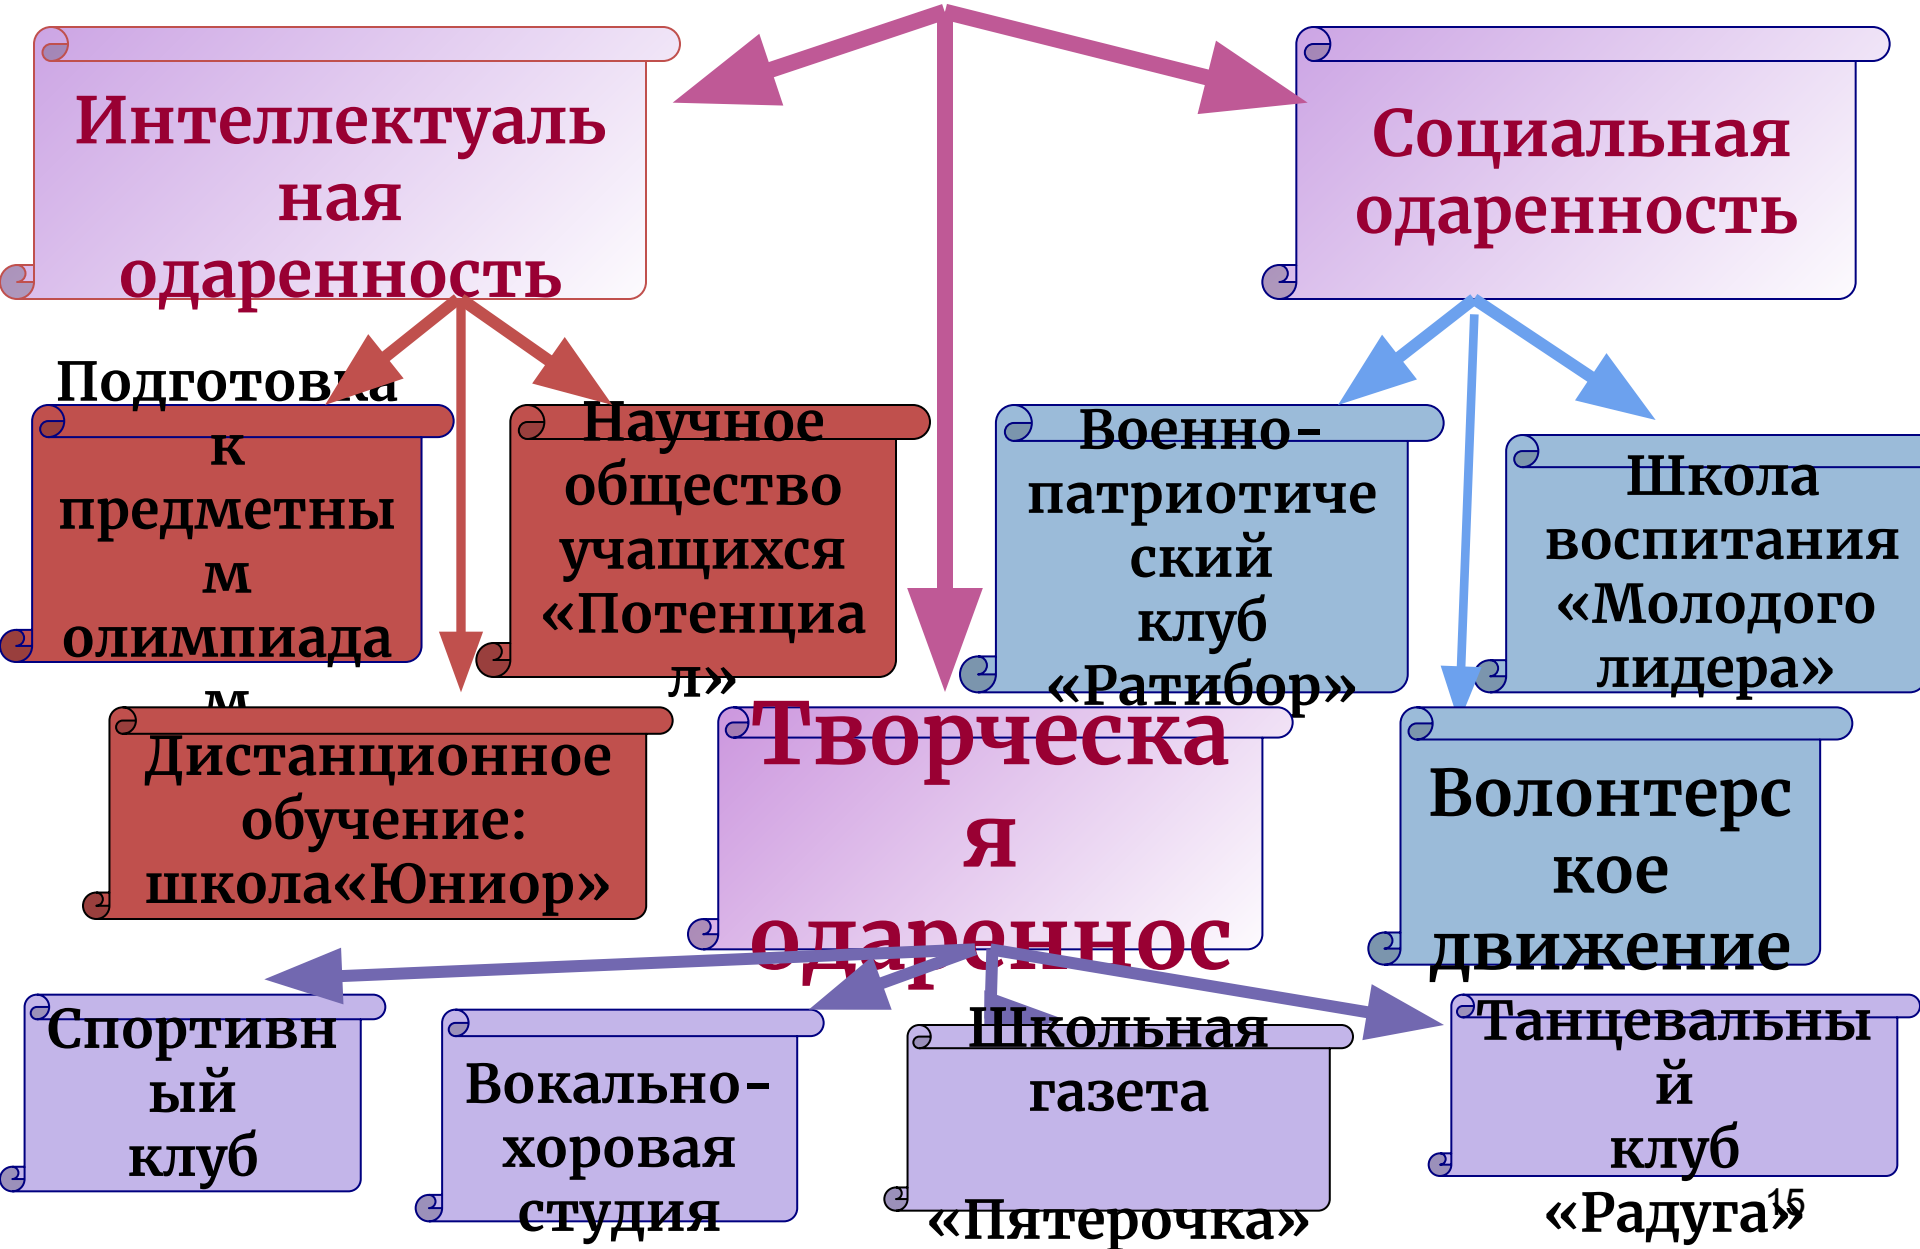 Интеллектуаль
ная
одаренность
Социальная
одаренность
Подготовка
к
предметны
м
олимпиада
м
Научное
общество
учащихся
«Потенциа
л»
Военно-
патриотиче
ский
клуб
«Ратибор»
Школа
воспитания
«Молодого
лидера»
Дистанционное
обучение:
школа«Юниор»
Творческа
я
одареннос
Волонтерс
кое
движение
Спортивн
ый
клуб
Вокально-
хоровая
студия
Школьная
газета
«Пятерочка»
Танцевальны
й
клуб
«Радуга»
15